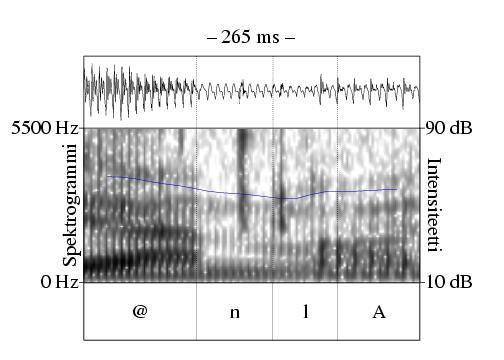 – 265 ms –
5500 Hz
90 dB
Spektrogrammi
Intensiteetti
0 Hz
10 dB
@ n l A